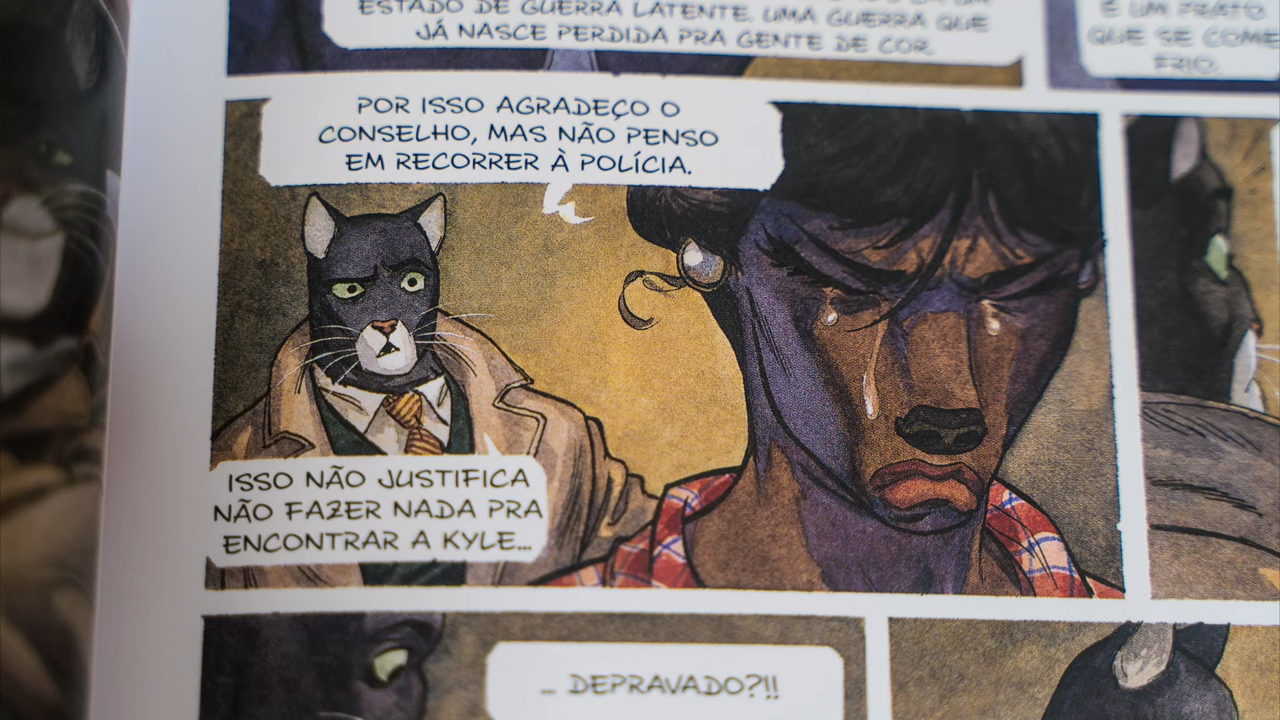 ESTADO DE GUERRA LATENTE. UMA GUERRA QUE
JÁ NASCE PERDIDA PRA GENTE DE COR.
É UM PRATO
QUE SE COME
FRIO.
POR ISSO AGRADEÇO O
CONSELHO, MAS NÃO PENSO
EM RECORRER À POLÍCIA.
ISSO NÃO JUSTIFICA
NÃO FAZER NADA PRA
ENCONTRAR A KYLE...
... DEPRAVADO?!!